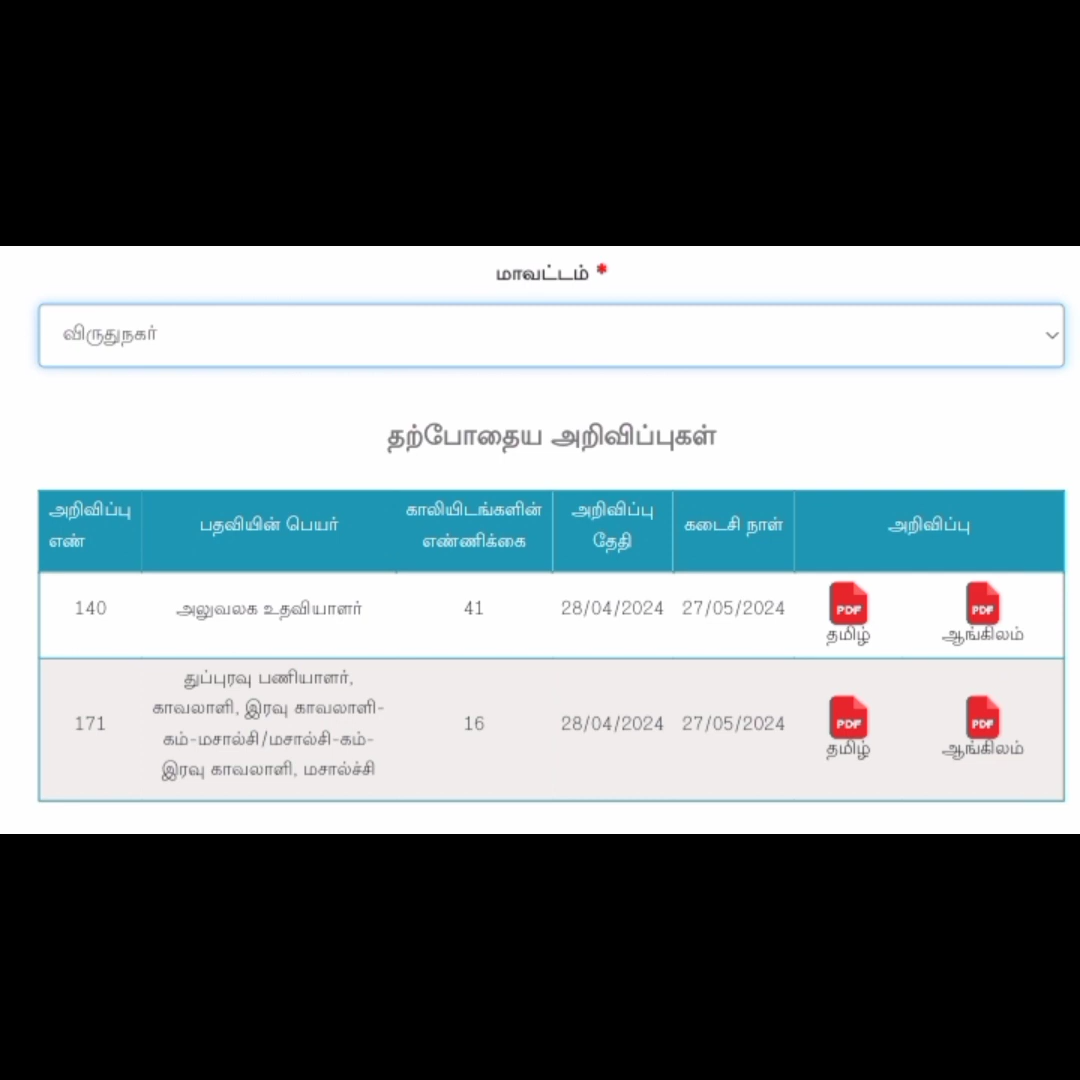 மாவட்டம் *
விருதுநகர்
தற்போதைய அறிவிப்புகள்
அறிவிப்பு எண் பதவியின் பெயர் காலியிடங்களின் எண்ணிக்கை அறிவிப்பு தேதி கடைசி நாள் அறிவிப்பு
140 அலுவலக உதவியாளர் 41 28/04/2024 27/05/2024 PDF தமிழ் PDF ஆங்கிலம்
துப்புரவு பணியாளர்,
காவலாளி, இரவு காவலாளி-
171 16 28/04/2024 27/05/2024 PDF தமிழ் PDF ஆங்கிலம்
கம்-மசால்சி/மசால்சி-கம்-
இரவு காவலாளி, மசால்ச்சி